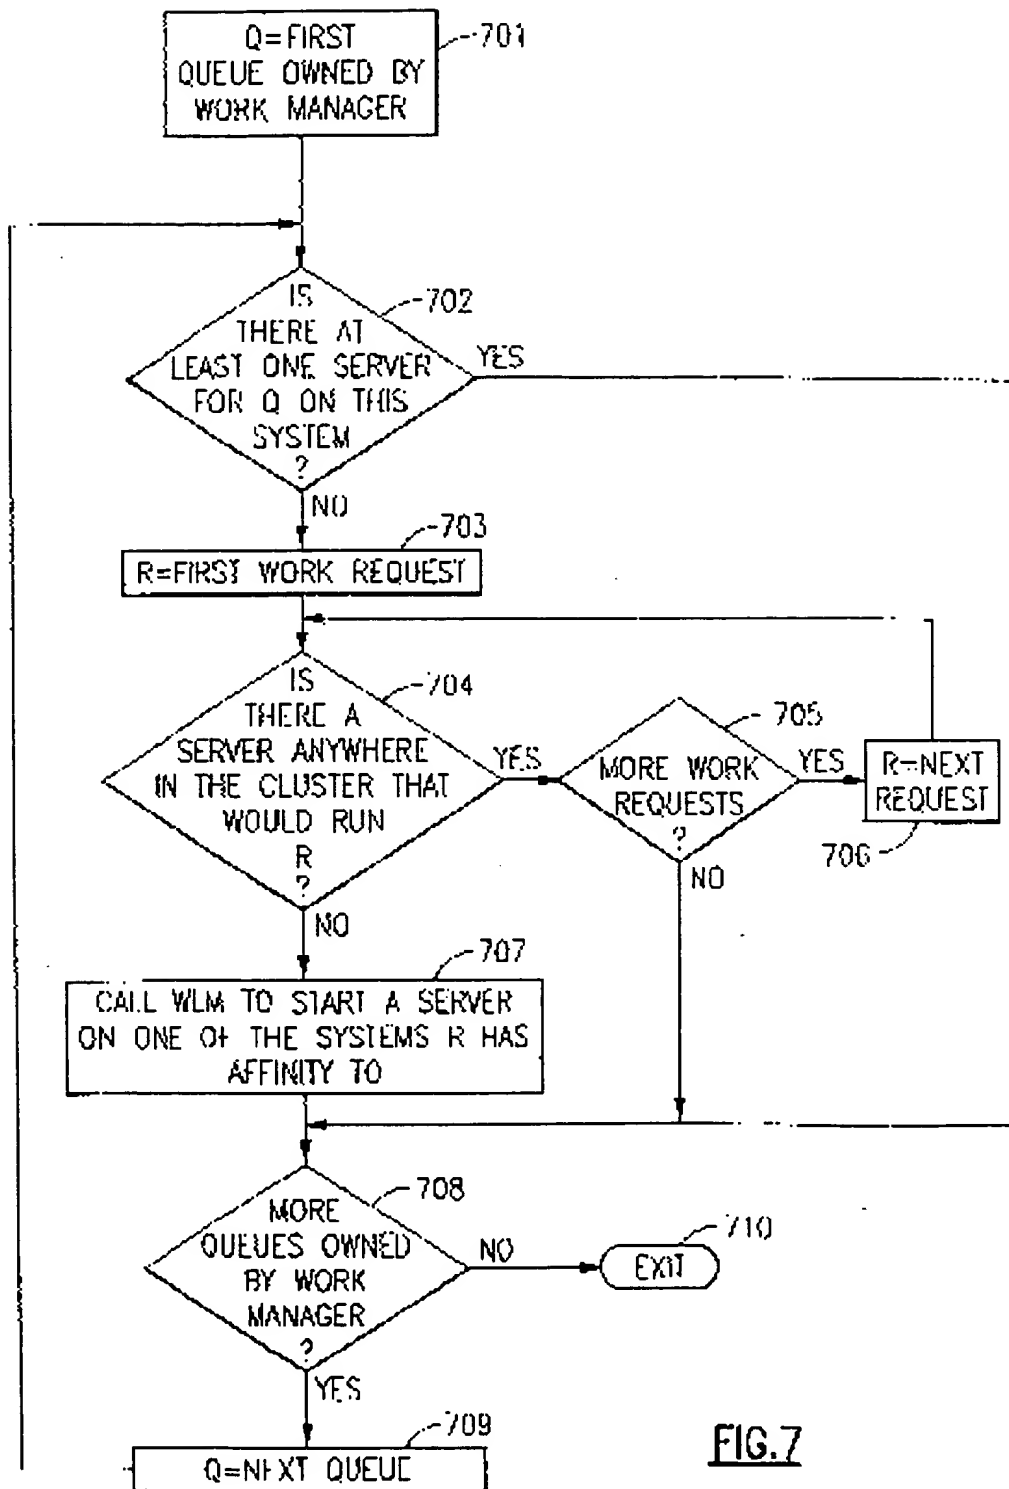 Q=FIRST
QUEUE OWNED BY
WORK MANAGER
701
IS
THERE AT
LEAST ONE SERVER
FOR Q ON THIS
SYSTEM
?
702
YES
NO
703
R=FIRST WORK REQUEST
IS
THERE A
SERVER ANYWHERE
IN THE CLUSTER THAT
WOULD RUN
R
?
704
YES
NO
MORE WORK
REQUESTS
?
705
YES
NO
R=NEXT
REQUEST
706
707
CALL WLM TO START A SERVER
ON ONE OF THE SYSTEMS R HAS
AFFINITY TO
MORE
QUEUES OWNED
BY WORK
MANAGER
?
708
NO
YES
710
EXIT
709
Q=NEXT QUEUE
FIG.7